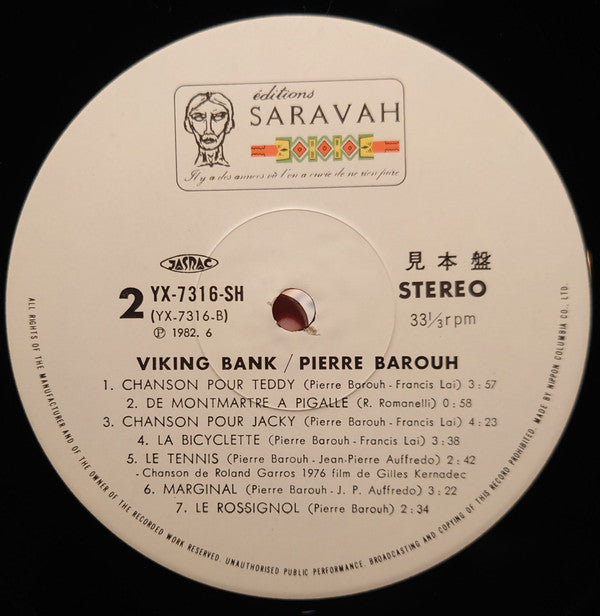 éditions
SARAVAH
Il y a des années où l'on a envie de ne rien faire
JASRAC
見本盤
2 YX-7316-SH
(YX-7316-B)
Ⓟ 1982. 6
STEREO
33 1/3 rpm
VIKING BANK / PIERRE BAROUH
1. CHANSON POUR TEDDY (Pierre Barouh - Francis Lai) 3 : 57
2. DE MONTMARTRE A PIGALLE (R. Romanelli) 0 : 58
3. CHANSON POUR JACKY (Pierre Barouh - Francis Lai) 4 : 23
4. LA BICYCLETTE (Pierre Barouh - Francis Lai) 3 : 38
5. LE TENNIS (Pierre Barouh - Jean-Pierre Auffredo) 2 : 42
- Chanson de Roland Garros 1976 film de Gilles Kernadec
6. MARGINAL (Pierre Barouh - J. P. Auffredo) 3 : 22
7. LE ROSSIGNOL (Pierre Barouh) 2 : 34
ALL RIGHTS OF THE MANUFACTURER AND OF THE OWNER OF THE RECORDED WORK RESERVED. UNAUTHORISED PUBLIC PERFORMANCE, BROADCASTING AND COPYING OF THIS RECORD PROHIBITED. MADE BY NIPPON COLUMBIA CO., LTD.